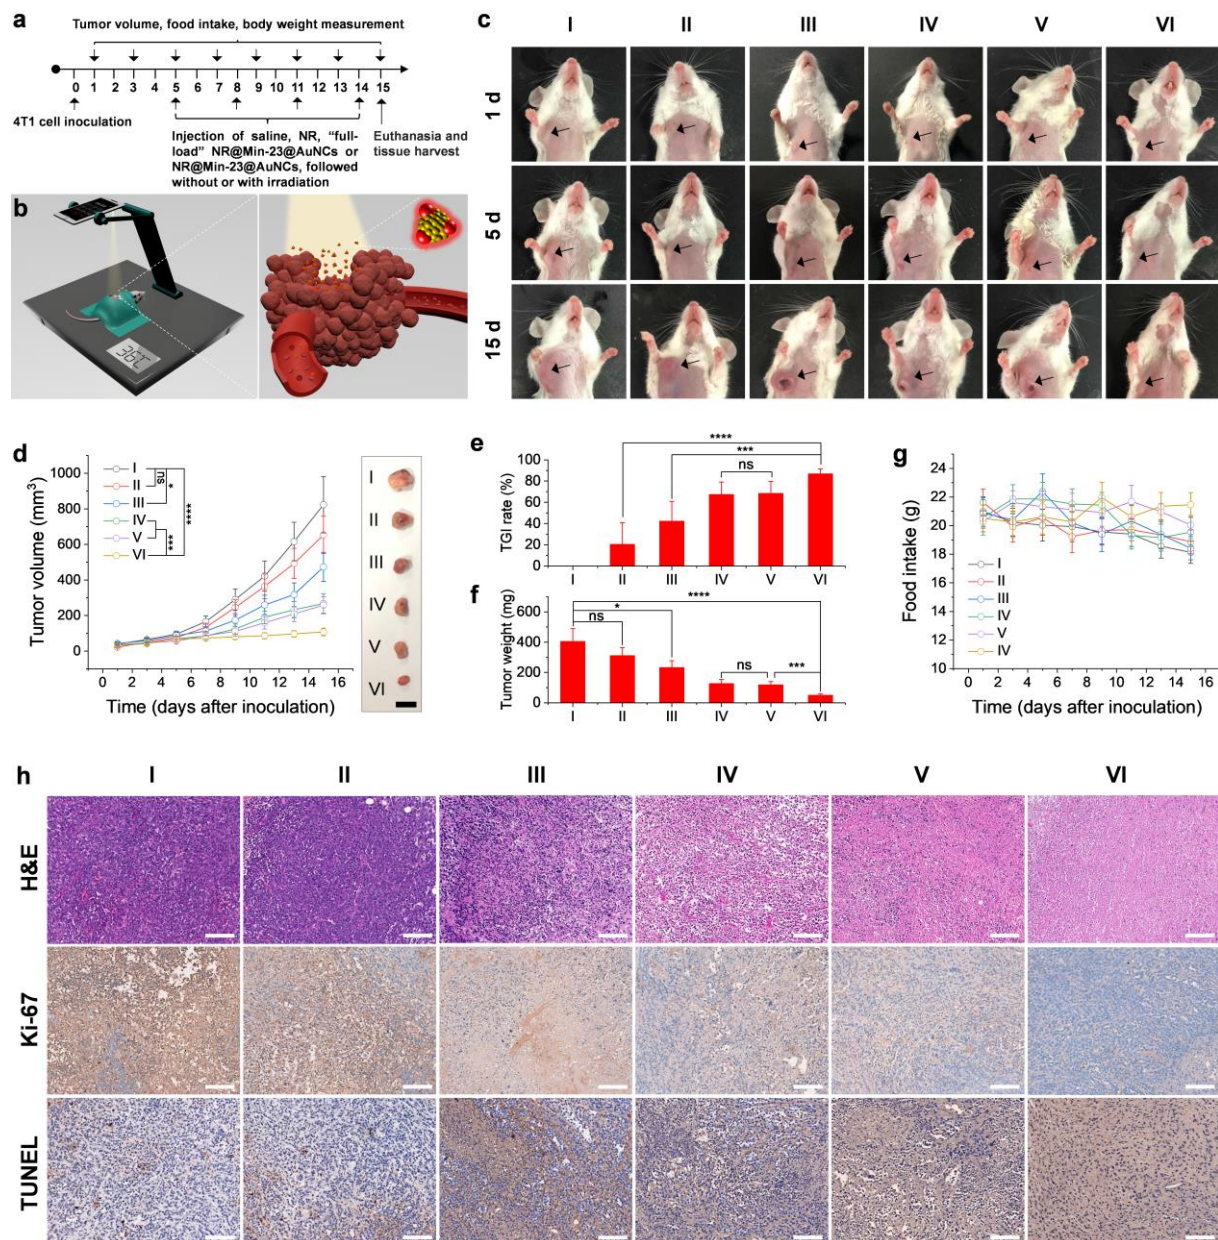 a
Tumor volume, food intake, body weight measurement
0 1 2 3 4 5 6 7 8 9 10 11 12 13 14 15
4T1 cell inoculation
Injection of saline, NR, “full-
load” NR@Min-23@AuNCs or
NR@Min-23@AuNCs, followed
without or with irradiation
Euthanasia and
tissue harvest
b
36℃
c
I II III IV V VI
1 d
5 d
15 d
d
Tumor volume (mm³)
1000
800
600
400
200
0
I
II
III
IV
V
VI
ns
*
****
***
0 2 4 6 8 10 12 14 16
Time (days after inoculation)
I
II
III
IV
V
VI
e
TGI rate (%)
100
80
60
40
20
0
****
***
ns
I II III IV V VI
f
Tumor weight (mg)
600
400
200
0
****
*
ns
ns
***
I II III IV V VI
g
Food intake (g)
24
22
20
18
16
14
12
10
I
II
III
IV
V
IV
0 2 4 6 8 10 12 14 16
Time (days after inoculation)
h
I II III IV V VI
H&E
Ki-67
TUNEL